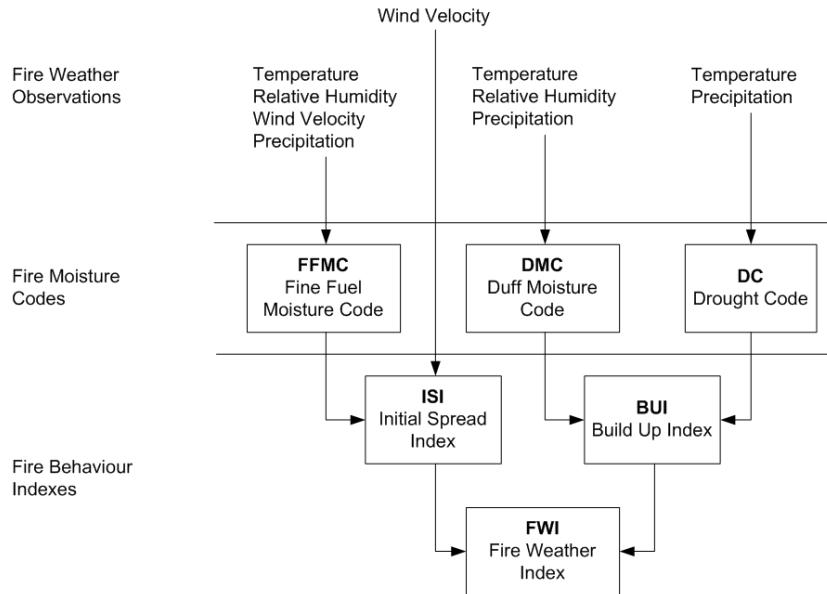 Wind Velocity
Fire Weather
Observations
Temperature
Relative Humidity
Wind Velocity
Precipitation
Temperature
Relative Humidity
Precipitation
Temperature
Precipitation
Fire Moisture
Codes
FFMC
Fine Fuel
Moisture Code
DMC
Duff Moisture
Code
DC
Drought Code
Fire Behaviour
Indexes
ISI
Initial Spread
Index
BUI
Build Up Index
FWI
Fire Weather
Index